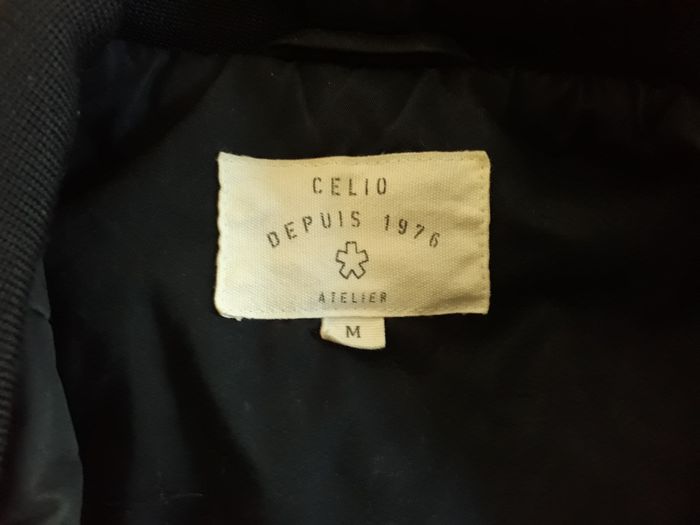 CELIO
DEPUIS 1976
ATELIER
M